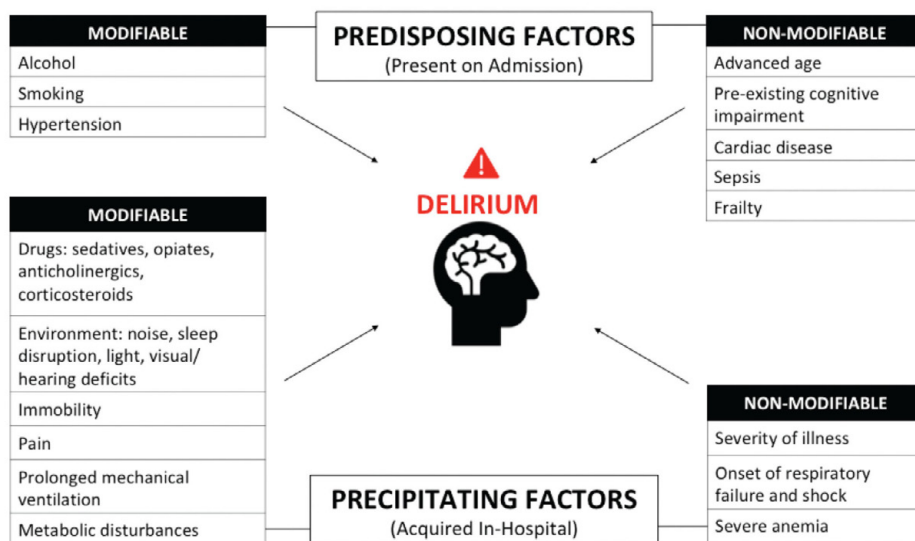 MODIFIABLE
Alcohol
Smoking
Hypertension
PREDISPOSING FACTORS
(Present on Admission)
NON-MODIFIABLE
Advanced age
Pre-existing cognitive
impairment
Cardiac disease
Sepsis
Frailty
DELIRIUM
MODIFIABLE
Drugs: sedatives, opiates,
anticholinergics,
corticosteroids
Environment: noise, sleep
disruption, light, visual/
hearing deficits
Immobility
Pain
Prolonged mechanical
ventilation
Metabolic disturbances
PRECIPITATING FACTORS
(Acquired In-Hospital)
NON-MODIFIABLE
Severity of illness
Onset of respiratory
failure and shock
Severe anemia